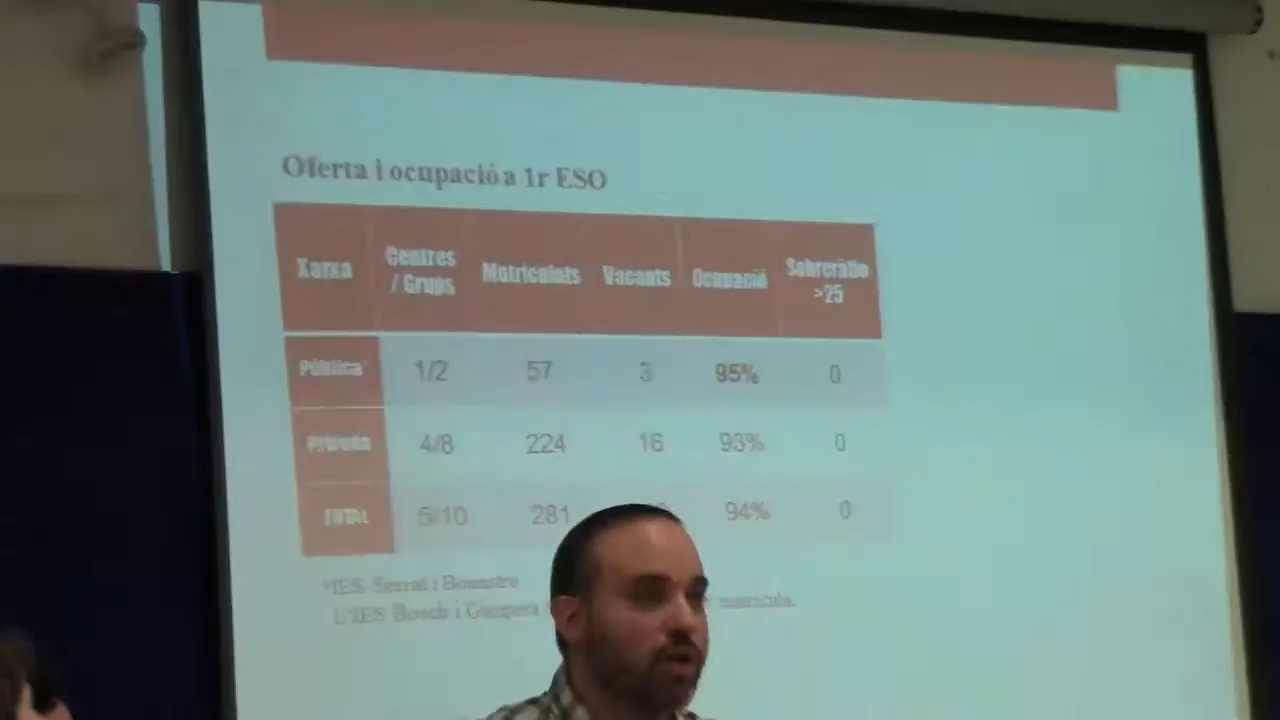 Oferta i ocupació a 1r ESO
Xarxa Centres / Grups Matriculats Vacants Ocupació Sobreràtio >25
Pública* 1/2 57 3 95% 0
Privada 4/8 224 16 93% 0
TOTAL 5/10 281 94% 0
*IES Serrat i Bonastre
L'IES Bosch i Gimpera matrícula.